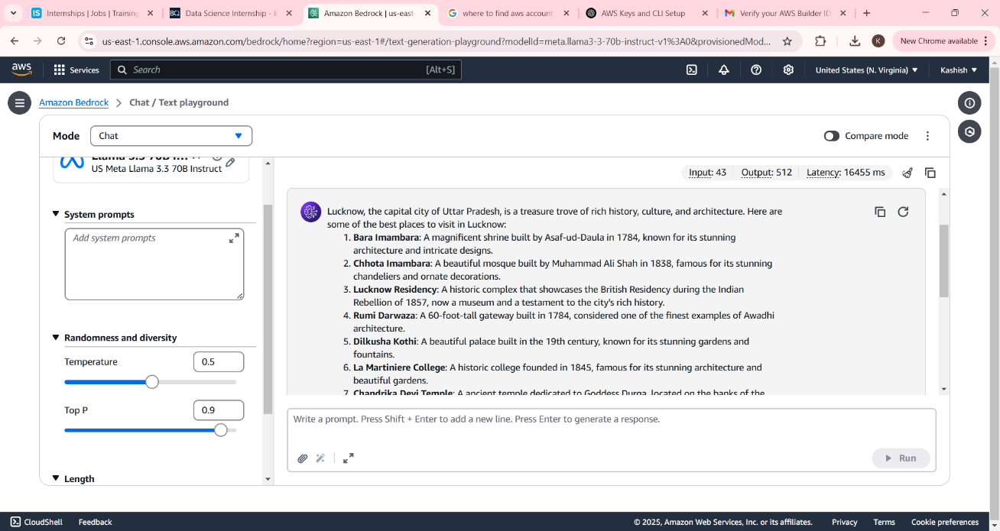 Internships | Jobs | Training
Data Science Internship - E
Amazon Bedrock | us-east-
where to find aws account
AWS Keys and CLI Setup
Verify your AWS Builder ID
us-east-1.console.aws.amazon.com/bedrock/home?region=us-east-1#/text-generation-playground?modelId=meta.llama3-3-70b-instruct-v1%3A0&provisionedMod...
K
New Chrome available
aws
Services
Search
[Alt+S]
United States (N. Virginia)
Kashish
Amazon Bedrock
Chat / Text playground
Mode
Chat
Compare mode
US Meta Llama 3.3 70B Instruct
Input: 43
Output: 512
Latency: 16455 ms
System prompts
Add system prompts
Randomness and diversity
Temperature
0.5
Top P
0.9
Length
Lucknow, the capital city of Uttar Pradesh, is a treasure trove of rich history, culture, and architecture. Here are
some of the best places to visit in Lucknow:
1. Bara Imambara: A magnificent shrine built by Asaf-ud-Daula in 1784, known for its stunning
architecture and intricate designs.
2. Chhota Imambara: A beautiful mosque built by Muhammad Ali Shah in 1838, famous for its stunning
chandeliers and ornate decorations.
3. Lucknow Residency: A historic complex that showcases the British Residency during the Indian
Rebellion of 1857, now a museum and a testament to the city's rich history.
4. Rumi Darwaza: A 60-foot-tall gateway built in 1784, considered one of the finest examples of Awadhi
architecture.
5. Dilkusha Kothi: A beautiful palace built in the 19th century, known for its stunning gardens and
fountains.
6. La Martiniere College: A historic college founded in 1845, famous for its stunning architecture and
beautiful gardens.
7. Chandrika Devi Temple: A ancient temple dedicated to Goddess Durga, located on the banks of the
Write a prompt. Press Shift + Enter to add a new line. Press Enter to generate a response.
Run
CloudShell
Feedback
© 2025, Amazon Web Services, Inc. or its affiliates.
Privacy
Terms
Cookie preferences